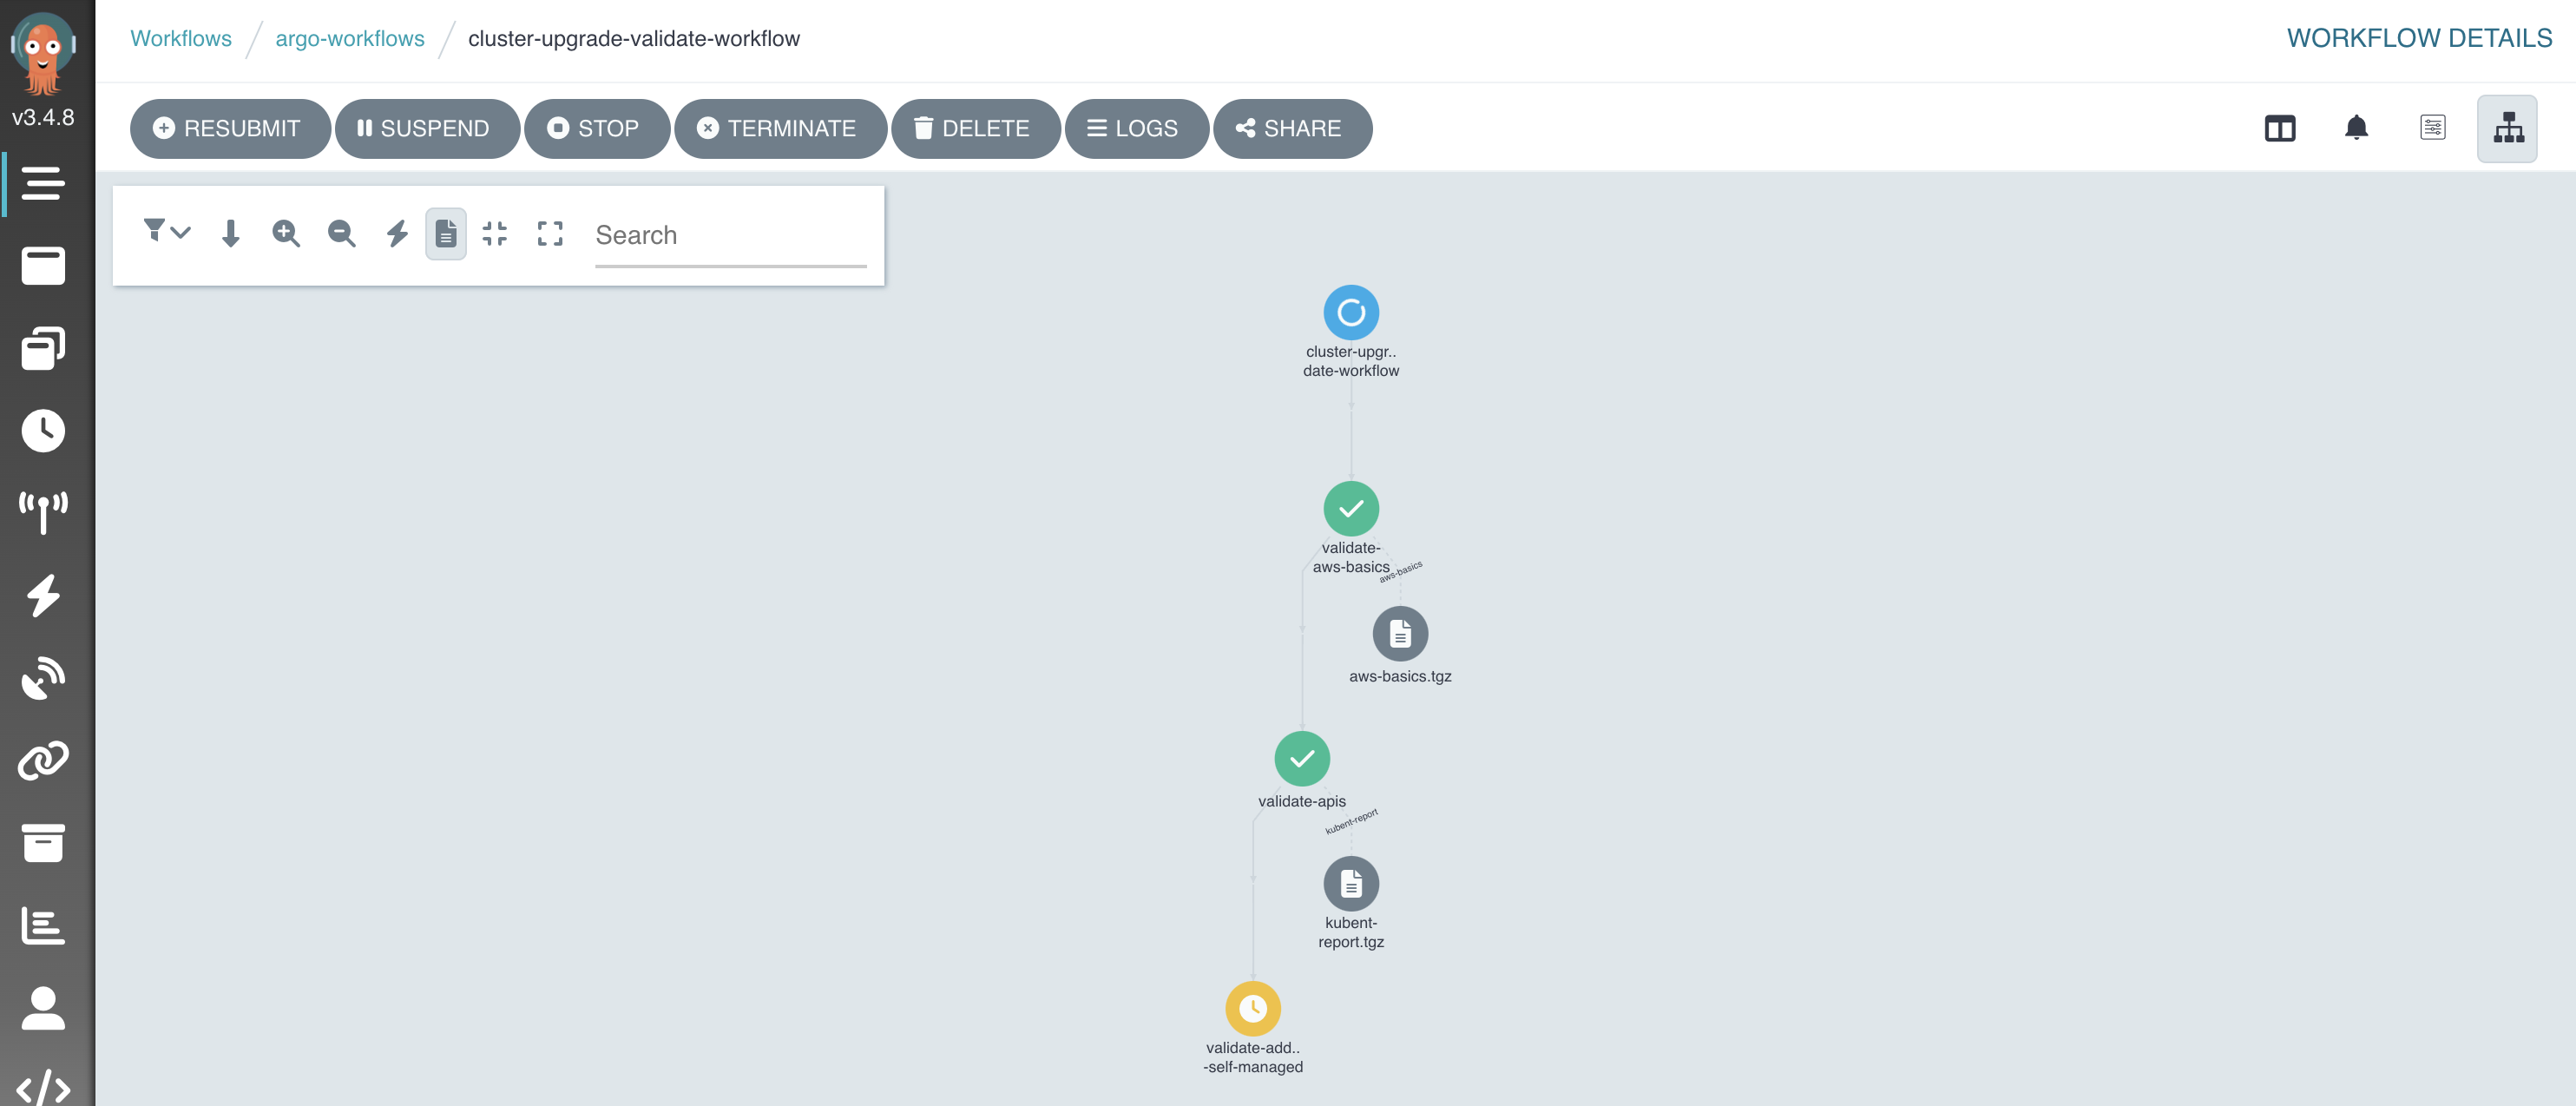 Workflows / argo-workflows / cluster-upgrade-validate-workflow
WORKFLOW DETAILS
v3.4.8
RESUBMIT SUSPEND STOP TERMINATE DELETE LOGS SHARE
Search
cluster-upgr..
date-workflow
validate-
aws-basics
aws-basics
aws-basics.tgz
validate-apis
kubent-report
kubent-
report.tgz
validate-add..
-self-managed